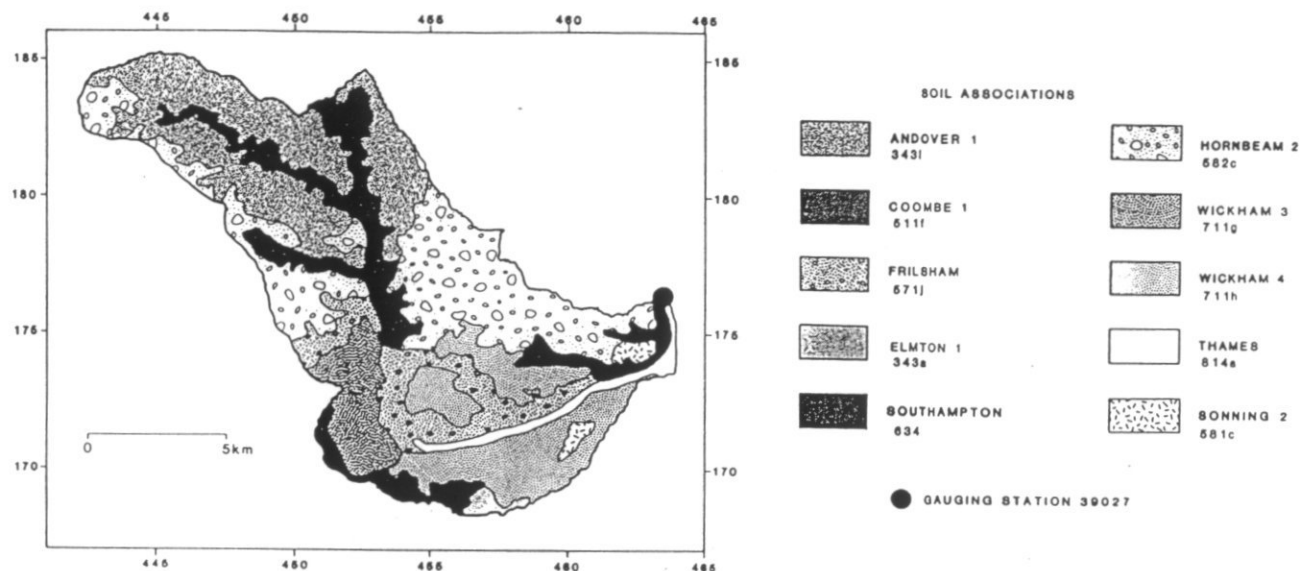 445 450 455 460 465
185 185
180 180
175 175
170 170
0 5km
445 450 455 460 465
SOIL ASSOCIATIONS
ANDOVER 1
343i
COOMBE 1
511f
FRILSHAM
571j
ELMTON 1
343a
SOUTHAMPTON
634
HORNBEAM 2
582c
WICKHAM 3
711g
WICKHAM 4
711h
THAMES
814a
SONNING 2
581c
GAUGING STATION 39027